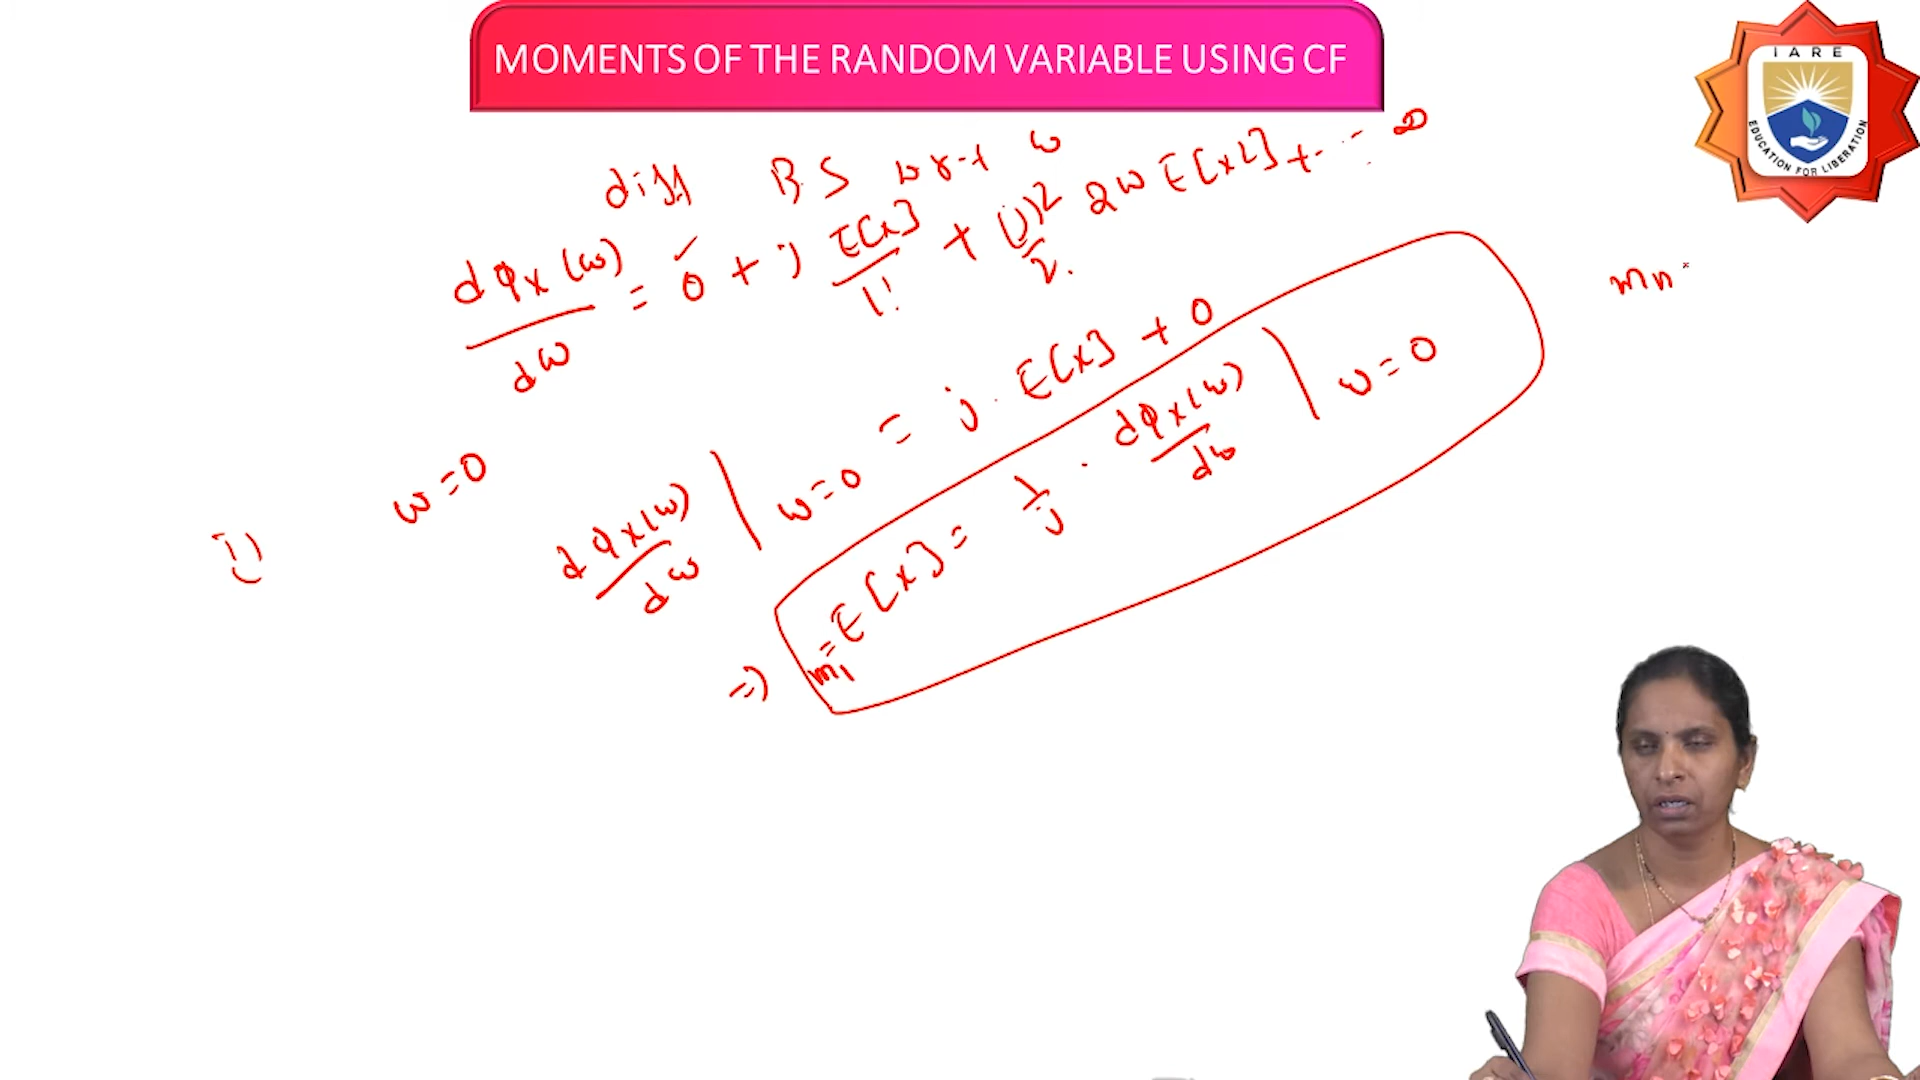 MOMENTS OF THE RANDOM VARIABLE USING CF
IARE
EDUCATION FOR LIBERATION
diff B.S w.r.t ω
dφx(ω)/dω = 0 + j E[x]/1! + (j)²/2. 2ω E[x2] + --- ∞
mn
ω=0
dφx(ω)/dω | ω=0 = j. E[x] + 0
=> m1 = E[x] = 1/j . dφx(ω)/dω | ω=0